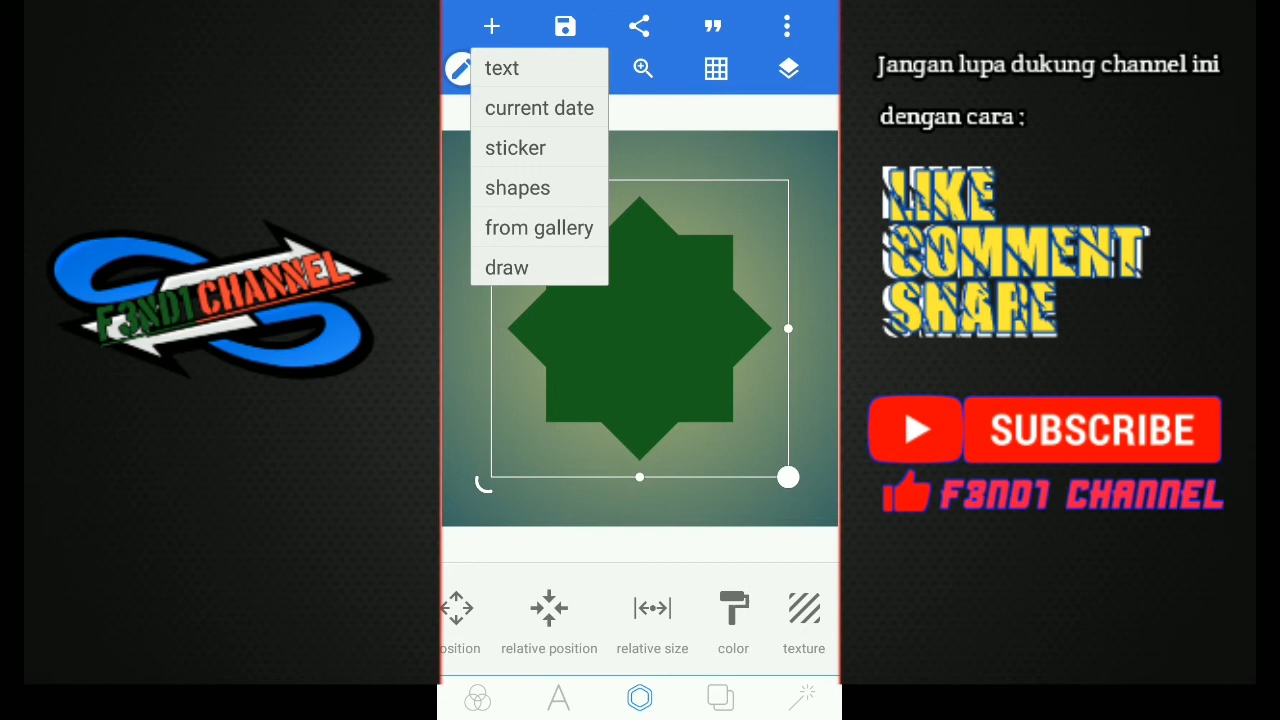 F3ND1 CHANNEL
text
current date
sticker
shapes
from gallery
draw
osition
relative position
relative size
color
texture
Jangan lupa dukung channel ini
dengan cara :
LIKE
COMMENT
SHARE
SUBSCRIBE
F3ND1 CHANNEL